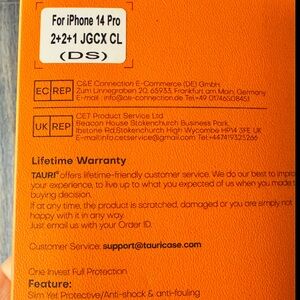 For iPhone 14 Pro
2+2+1 JGCX CL
(DS)
EC REP
C&E Connection E-Commerce (DE) GmbH
Zum Linnegraben 20, 65933, Frankfurt am Main, Germany
E-mail: info@ce-connection.de Tel:+49
UK REP
CET Product Service Ltd.
Beacon House Stokenchurch Business Park,
Ibstone Rd, Stokenchurch High Wycombe HP14 3FE UK
E-mail: info.cetservice@gmail.com Tel:+447419325266
Lifetime Warranty
TAURI® offers lifetime-friendly customer service. We do our best to improve
your experience, to live up to what you expected of us when you made
buying decision.
If at any time, the product is scratched, damaged or you are simply not
happy with it in any way.
Just email us with your Order ID.
Customer Service: support@tauricase.com
One Invest Full Protection
Feature:
Slim Yet Protective/Anti-shock & anti-fouling